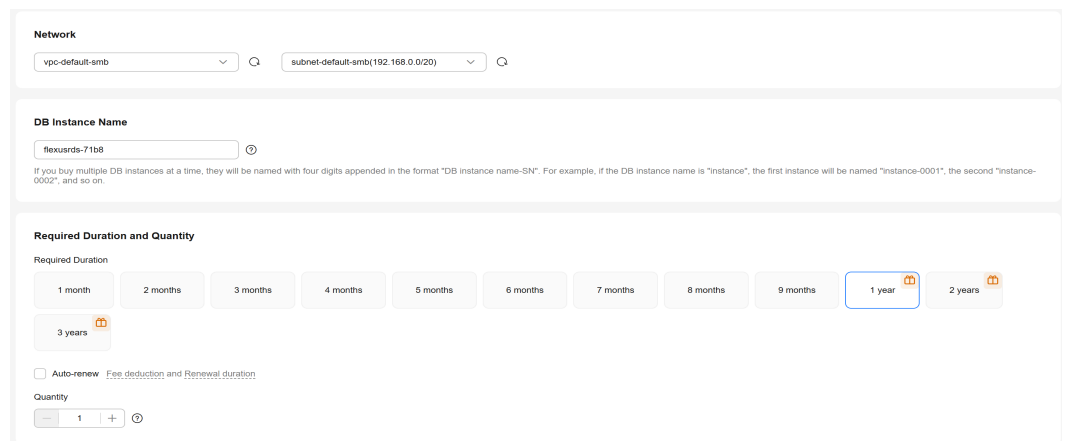 Network
vpc-default-smb
subnet-default-smb(192.168.0.0/20)
DB Instance Name
flexusrds-71b8
If you buy multiple DB instances at a time, they will be named with four digits appended in the format "DB instance name-SN". For example, if the DB instance name is "instance", the first instance will be named "instance-0001", the second "instance-
0002", and so on.
Required Duration and Quantity
Required Duration
1 month
2 months
3 months
4 months
5 months
6 months
7 months
8 months
9 months
1 year
2 years
3 years
Auto-renew Fee deduction and Renewal duration
Quantity
1